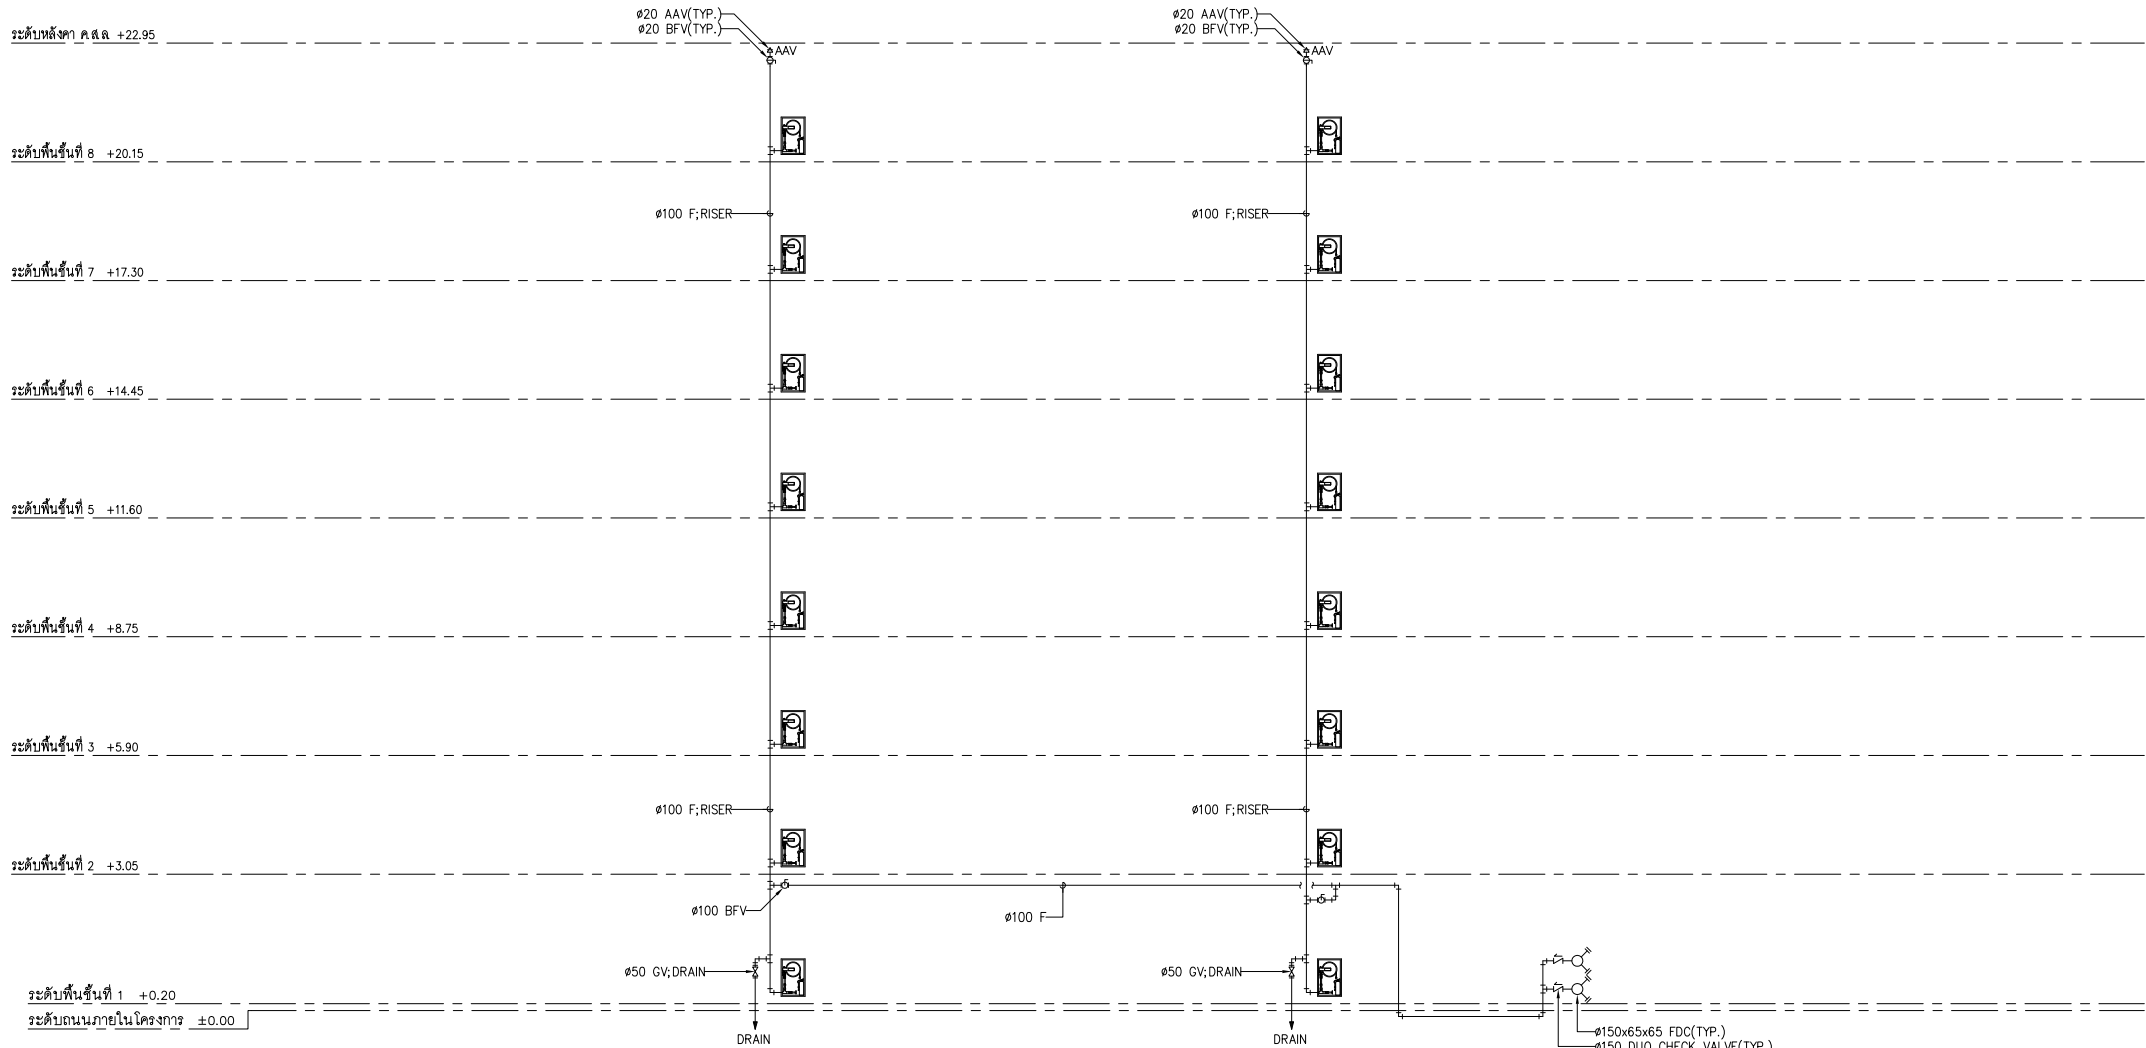 ø20 AAV(TYP.)
ø20 BFV(TYP.)
AAV
ø20 AAV(TYP.)
ø20 BFV(TYP.)
AAV
ระดับหลังคา ค.ส.ล. +22.95
ระดับพื้นชั้นที่ 8 +20.15
ø100 F;RISER
ø100 F;RISER
ระดับพื้นชั้นที่ 7 +17.30
ระดับพื้นชั้นที่ 6 +14.45
ระดับพื้นชั้นที่ 5 +11.60
ระดับพื้นชั้นที่ 4 +8.75
ระดับพื้นชั้นที่ 3 +5.90
ø100 F;RISER
ø100 F;RISER
ระดับพื้นชั้นที่ 2 +3.05
ø100 BFV
ø100 F
ø50 GV;DRAIN
ø50 GV;DRAIN
ระดับพื้นชั้นที่ 1 +0.20
ระดับถนนภายในโครงการ ±0.00
DRAIN
DRAIN
ø150x65x65 FDC(TYP.)
ø150 DUO CHECK VALVE(TYP.)